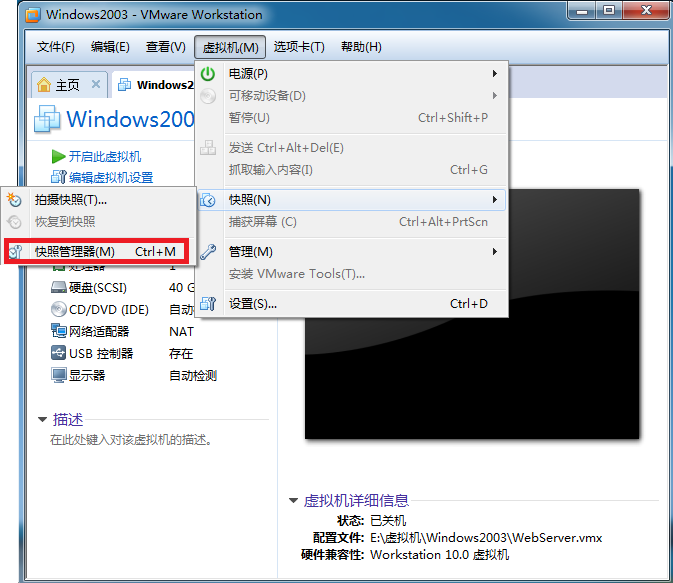 Windows2003 - VMware Workstation
文件(F) 编辑(E) 查看(V) 虚拟机(M) 选项卡(T) 帮助(H)
主页 Windows2
Windows200
开启此虚拟机
编辑虚拟机设置
电源(P)
可移动设备(D)
暂停(U) Ctrl+Shift+P
发送 Ctrl+Alt+Del(E)
抓取输入内容(I) Ctrl+G
快照(N)
捕获屏幕 (C) Ctrl+Alt+PrtScn
管理(M)
安装 VMware Tools(T)...
设置(S)... Ctrl+D
拍摄快照(T)...
恢复到快照
快照管理器(M) Ctrl+M
处理器 1
硬盘(SCSI) 40 G
CD/DVD (IDE) 自动
网络适配器 NAT
USB 控制器 存在
显示器 自动检测
描述
在此处键入对该虚拟机的描述。
虚拟机详细信息
状态: 已关机
配置文件: E:\虚拟机\Windows2003\WebServer.vmx
硬件兼容性: Workstation 10.0 虚拟机